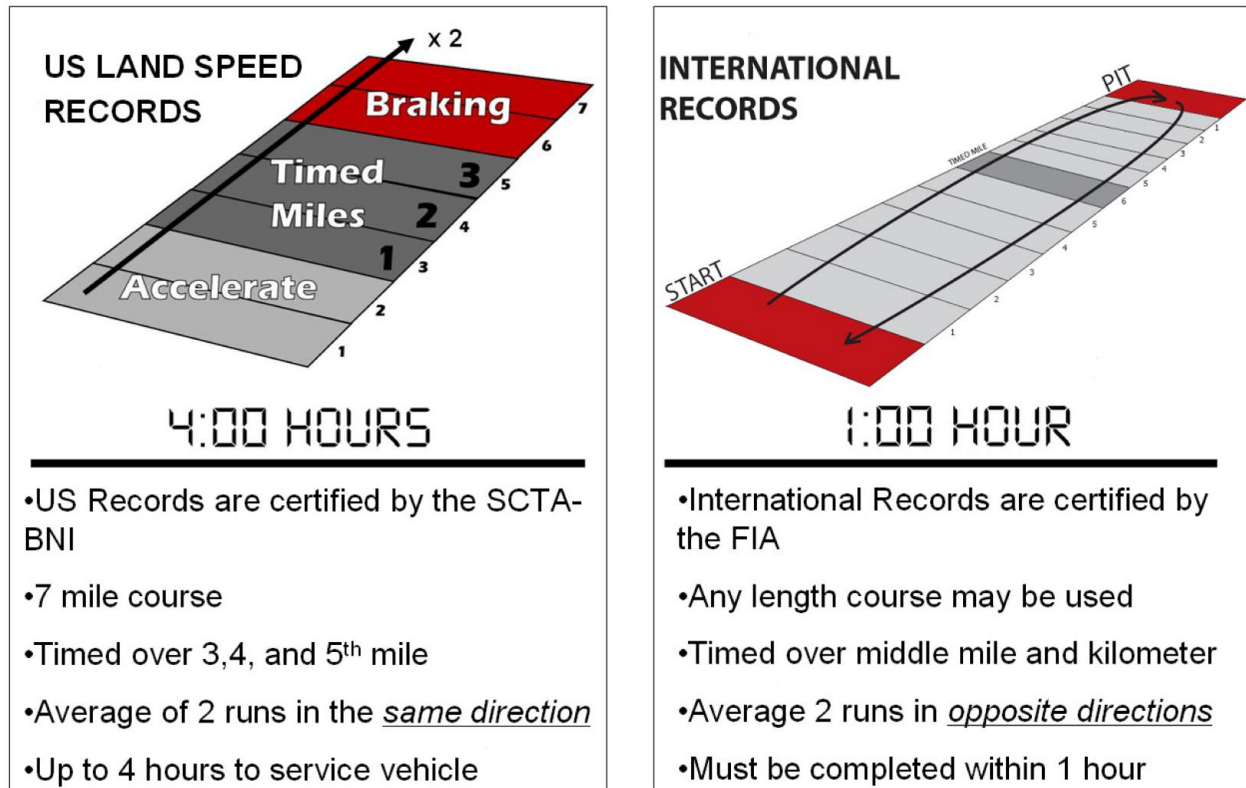 US LAND SPEED
RECORDS
x 2
Braking
Timed
Miles
Accelerate
3
2
1
7
6
5
4
3
2
1
4:00 HOURS
•US Records are certified by the SCTA-
BNI
•7 mile course
•Timed over 3,4, and 5th mile
•Average of 2 runs in the same direction
•Up to 4 hours to service vehicle
INTERNATIONAL
RECORDS
PIT
TIMED MILE
START
1
2
3
4
5
6
5
4
3
2
1
1:00 HOUR
•International Records are certified by
the FIA
•Any length course may be used
•Timed over middle mile and kilometer
•Average 2 runs in opposite directions
•Must be completed within 1 hour